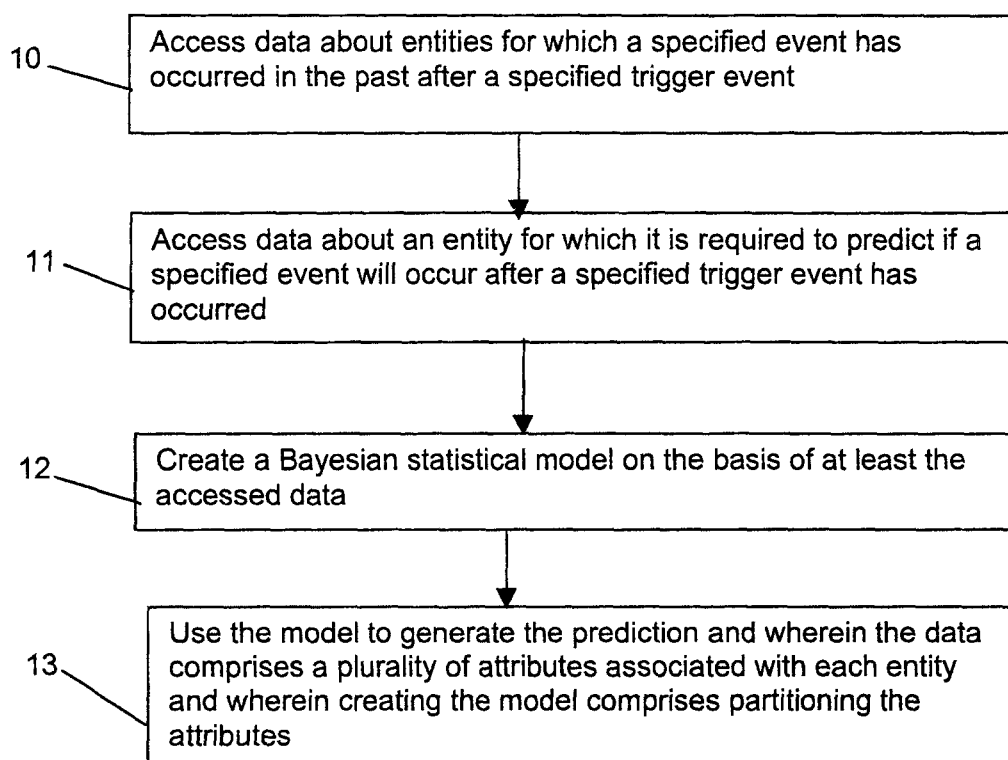 10
Access data about entities for which a specified event has
occurred in the past after a specified trigger event
11
Access data about an entity for which it is required to predict if a
specified event will occur after a specified trigger event has
occurred
12
Create a Bayesian statistical model on the basis of at least the
accessed data
13
Use the model to generate the prediction and wherein the data
comprises a plurality of attributes associated with each entity
and wherein creating the model comprises partitioning the
attributes